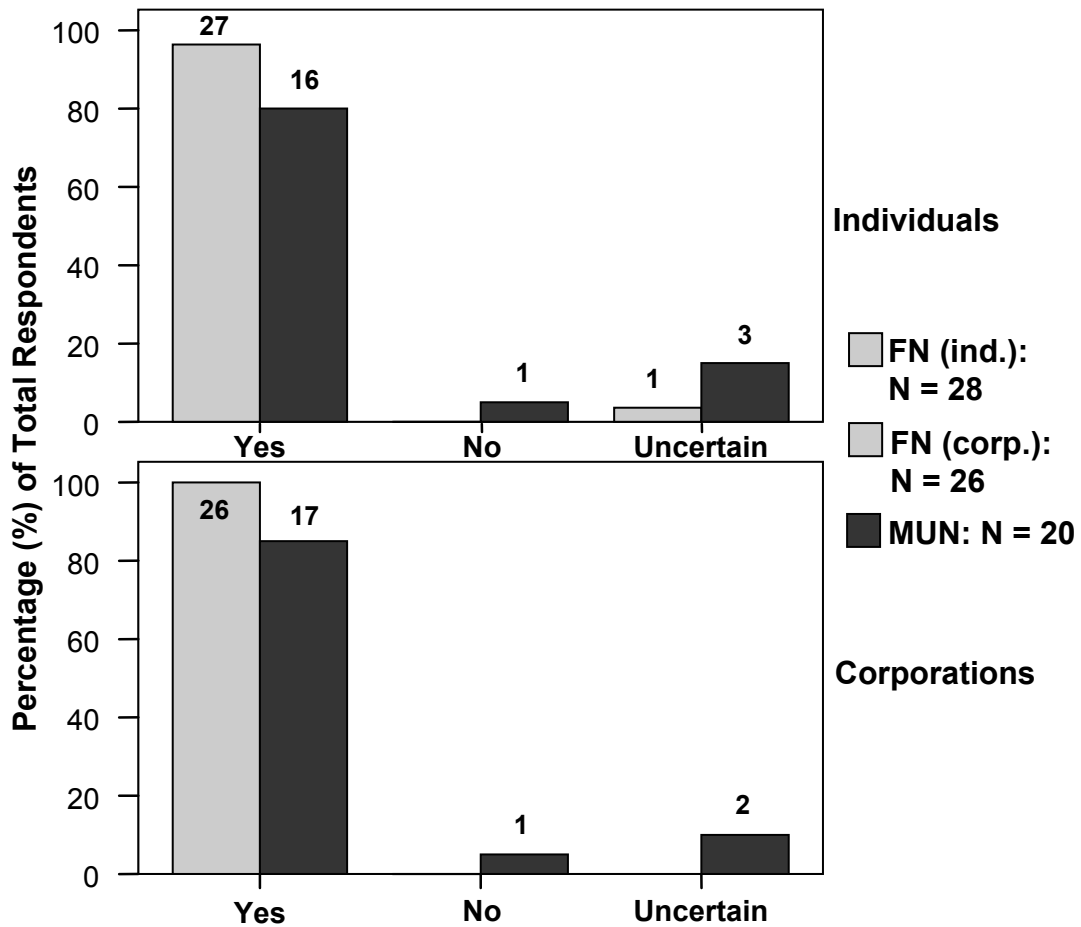 Percentage (%) of Total Respondents
100
80
60
40
20
0
27
16
1
1
3
Yes
No
Uncertain
Individuals
FN (ind.):
N = 28
FN (corp.):
N = 26
MUN: N = 20
100
80
60
40
20
0
26
17
1
2
Yes
No
Uncertain
Corporations